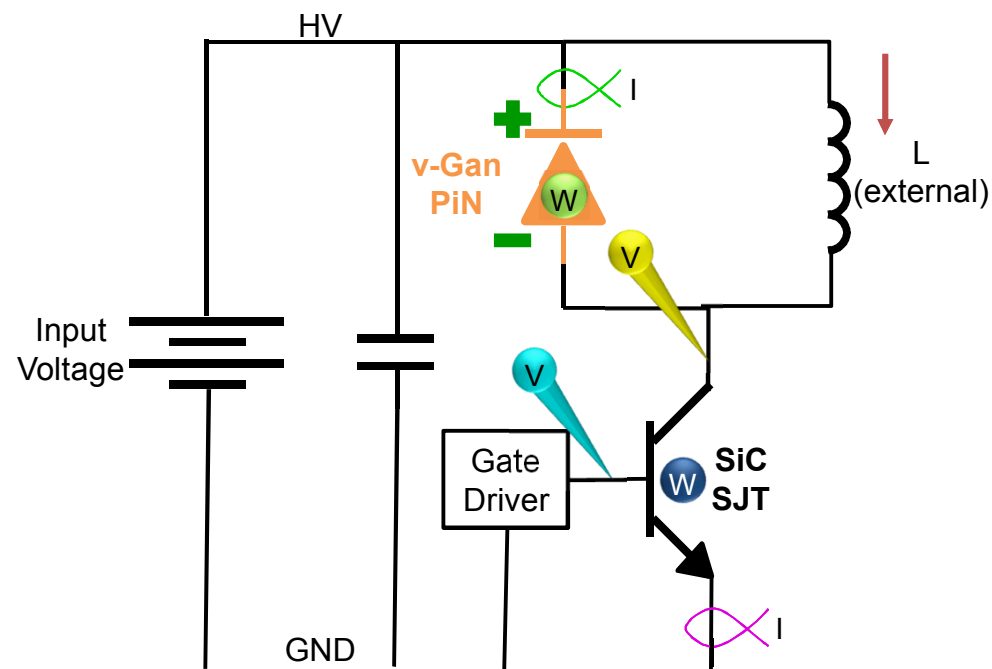 HV
I
v-Gan
PiN
W
L
(external)
V
Input
Voltage
V
Gate
Driver
W
SiC
SJT
I
GND